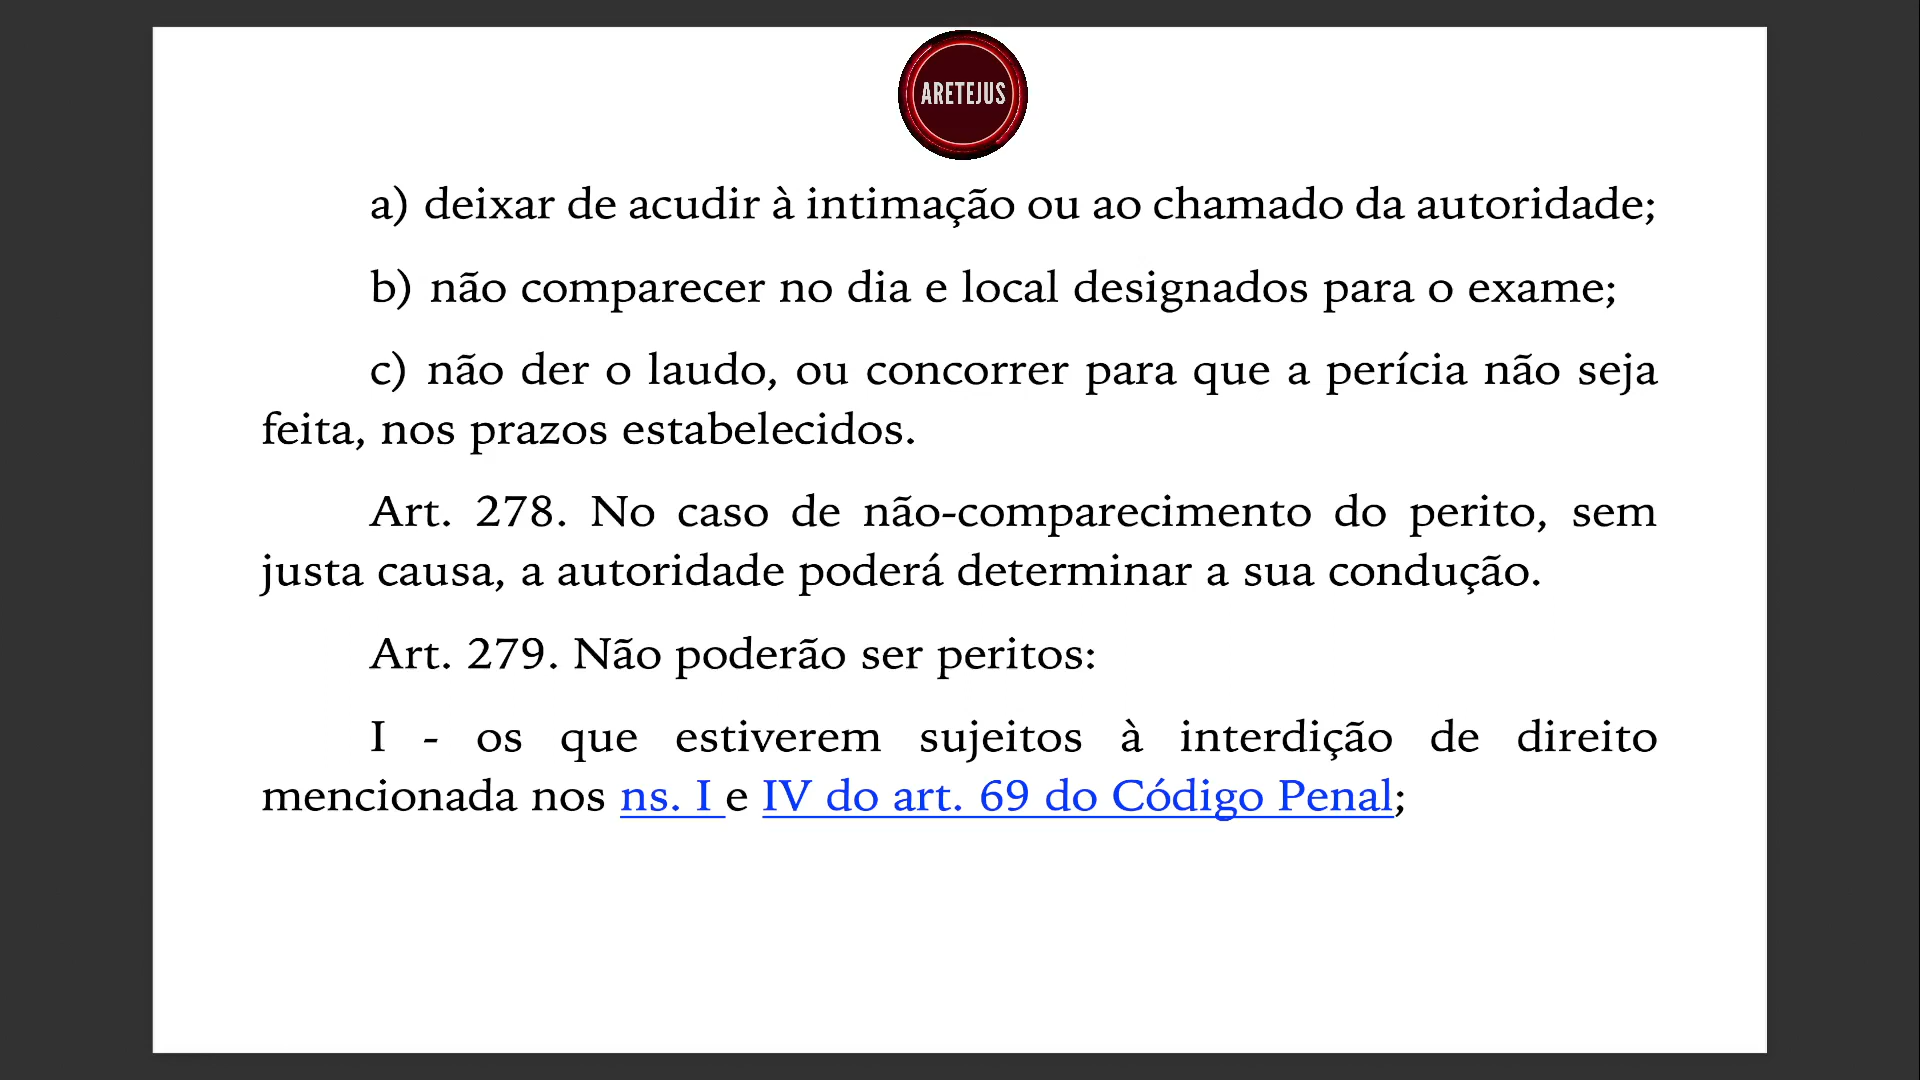 ARETEJUS
a) deixar de acudir à intimação ou ao chamado da autoridade;
b) não comparecer no dia e local designados para o exame;
c) não der o laudo, ou concorrer para que a perícia não seja
feita, nos prazos estabelecidos.
Art. 278. No caso de não-comparecimento do perito, sem
justa causa, a autoridade poderá determinar a sua condução.
Art. 279. Não poderão ser peritos:
I - os que estiverem sujeitos à interdição de direito
mencionada nos ns. I e IV do art. 69 do Código Penal;